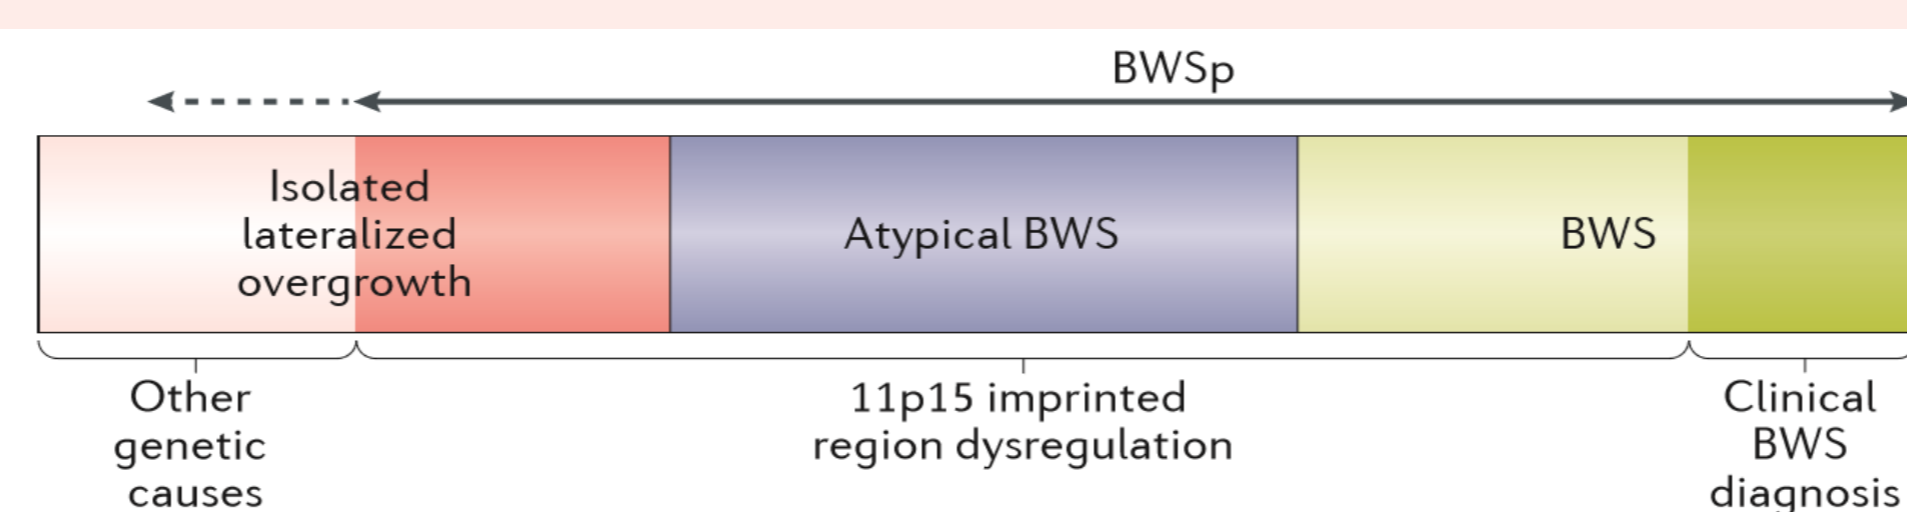 BWSp
Isolated
lateralized
overgrowth
Atypical BWS
BWS
Other
genetic
causes
11p15 imprinted
region dysregulation
Clinical
BWS
diagnosis